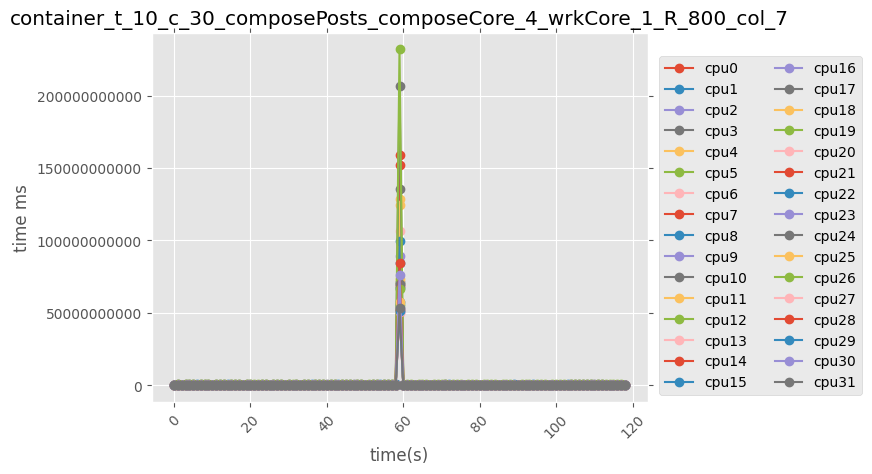 container_t_10_c_30_composePosts_composeCore_4_wrkCore_1_R_800_col_7
time ms
200000000000
150000000000
100000000000
50000000000
0
0
20
40
60
80
100
120
time(s)
cpu0
cpu1
cpu2
cpu3
cpu4
cpu5
cpu6
cpu7
cpu8
cpu9
cpu10
cpu11
cpu12
cpu13
cpu14
cpu15
cpu16
cpu17
cpu18
cpu19
cpu20
cpu21
cpu22
cpu23
cpu24
cpu25
cpu26
cpu27
cpu28
cpu29
cpu30
cpu31